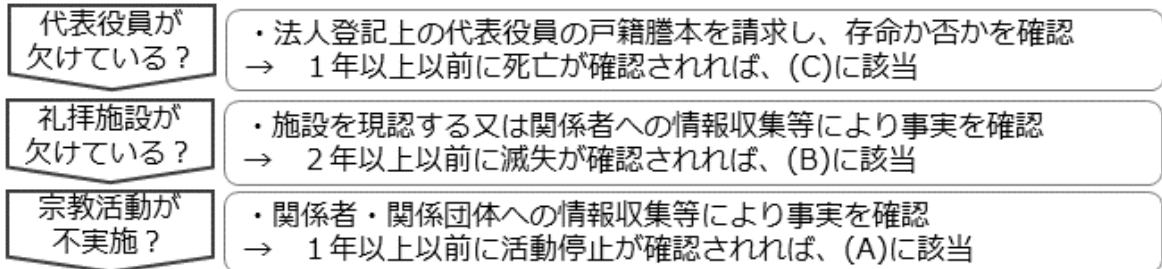 代表役員が
欠けている？
・法人登記上の代表役員の戸籍謄本を請求し、存命か否かを確認
→　１年以上以前に死亡が確認されれば、(C)に該当
礼拝施設が
欠けている？
・施設を現認する又は関係者への情報収集等により事実を確認
→　２年以上以前に滅失が確認されれば、(B)に該当
宗教活動が
不実施？
・関係者・関係団体への情報収集等により事実を確認
→　１年以上以前に活動停止が確認されれば、(A)に該当